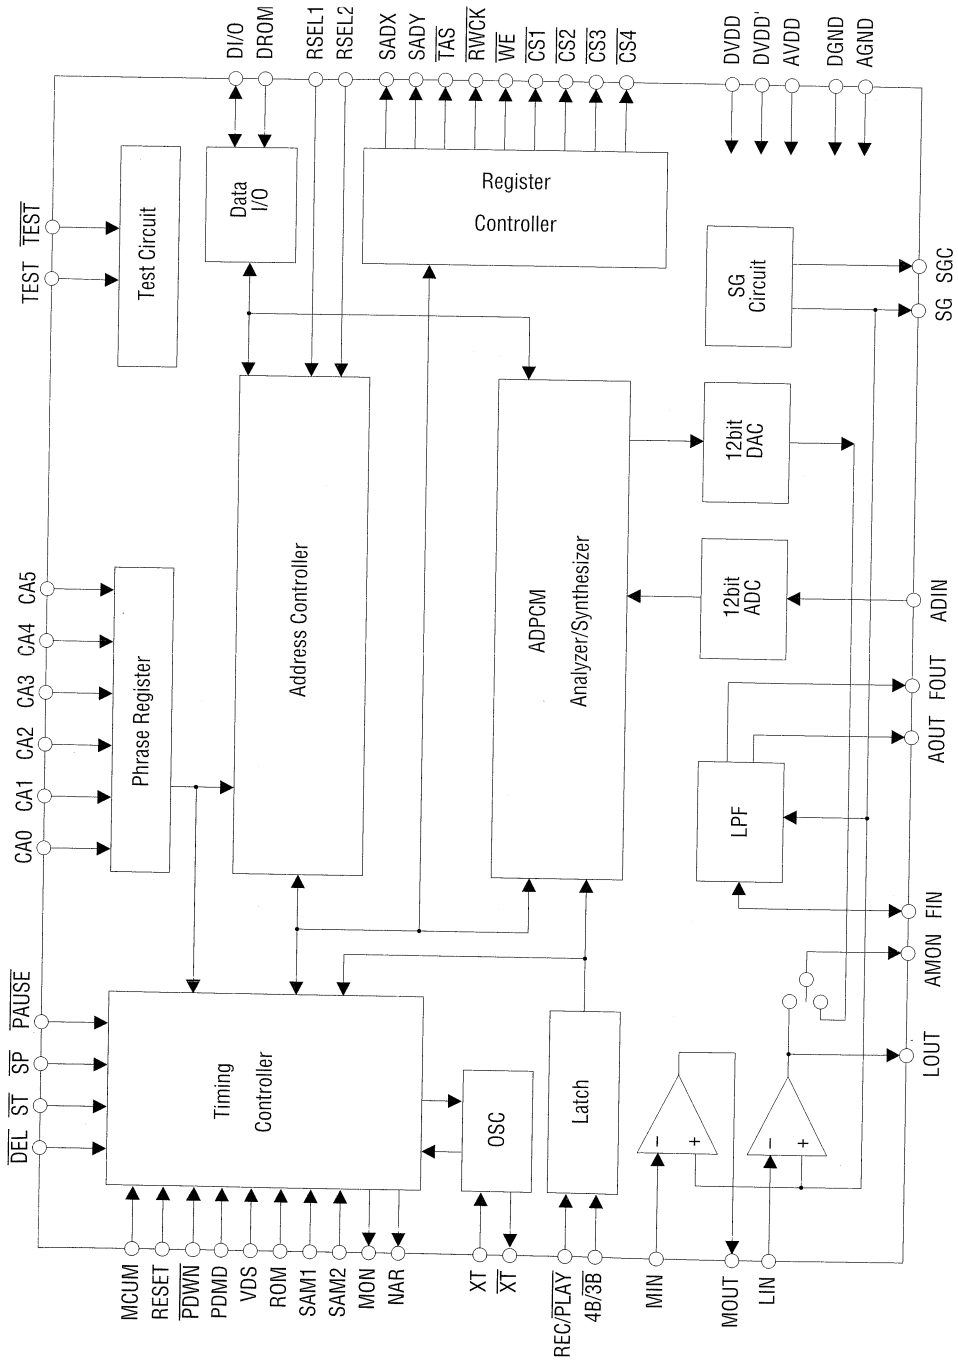 DEL
ST
SP
PAUSE
CA0
CA1
CA2
CA3
CA4
CA5
TEST
TEST
MCUM
RESET
PDWN
PDMD
VDS
ROM
SAM1
SAM2
MON
NAR
XT
XT
REC/PLAY
4B/3B
MIN
MOUT
LIN
Timing
Controller
Phrase Register
Test Circuit
Address Controller
Data
I/O
OSC
Latch
ADPCM
Analyzer/Synthesizer
Register
Controller
LPF
12bit
ADC
12bit
DAC
SG
Circuit
−
+
−
+
DI/O
DROM
RSEL1
RSEL2
SADX
SADY
TAS
RWCK
WE
CS1
CS2
CS3
CS4
DVDD
DVDD'
AVDD
DGND
AGND
LOUT
AMON
FIN
AOUT
FOUT
ADIN
SG
SGC